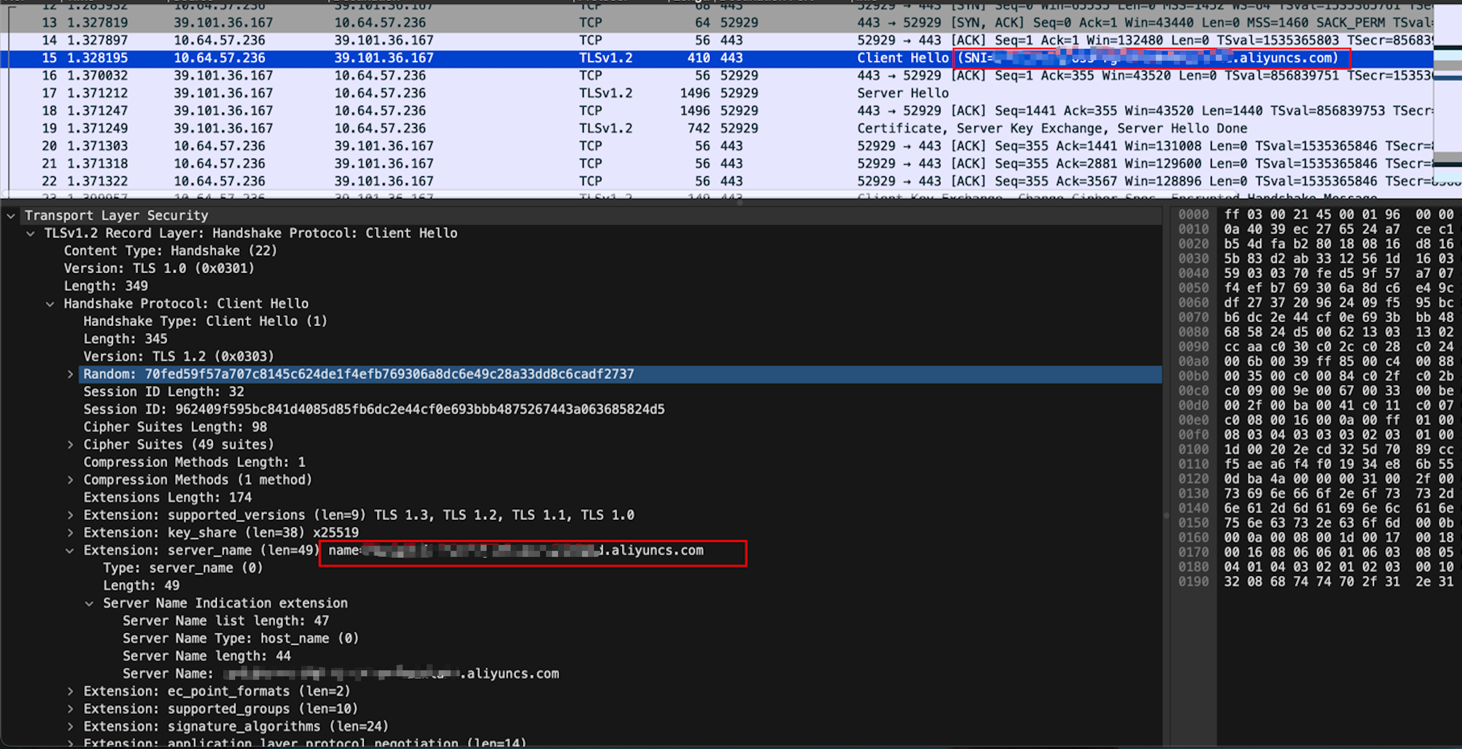 13 1.327819 39.101.36.167 10.64.57.236 TCP 64 52929 443 → 52929 [SYN, ACK] Seq=0 Ack=1 Win=43440 Len=0 MSS=1460 SACK_PERM TSval=
14 1.327897 10.64.57.236 39.101.36.167 TCP 56 443 52929 → 443 [ACK] Seq=1 Ack=1 Win=132480 Len=0 TSval=1535365803 TSecr=856839
15 1.328195 10.64.57.236 39.101.36.167 TLSv1.2 410 443 Client Hello (SNI= .aliyuncs.com)
16 1.370032 39.101.36.167 10.64.57.236 TCP 56 52929 443 → 52929 [ACK] Seq=1 Ack=355 Win=43520 Len=0 TSval=856839751 TSecr=15353
17 1.371212 39.101.36.167 10.64.57.236 TLSv1.2 1496 52929 Server Hello
18 1.371247 39.101.36.167 10.64.57.236 TCP 1496 52929 443 → 52929 [ACK] Seq=1441 Ack=355 Win=43520 Len=1440 TSval=856839753 TSecr=
19 1.371249 39.101.36.167 10.64.57.236 TLSv1.2 742 52929 Certificate, Server Key Exchange, Server Hello Done
20 1.371303 10.64.57.236 39.101.36.167 TCP 56 443 52929 → 443 [ACK] Seq=355 Ack=1441 Win=131008 Len=0 TSval=1535365846 TSecr=
21 1.371318 10.64.57.236 39.101.36.167 TCP 56 443 52929 → 443 [ACK] Seq=355 Ack=2881 Win=129600 Len=0 TSval=1535365846 TSecr=
22 1.371322 10.64.57.236 39.101.36.167 TCP 56 443 52929 → 443 [ACK] Seq=355 Ack=3567 Win=128896 Len=0 TSval=1535365846 TSecr=
Transport Layer Security
TLSv1.2 Record Layer: Handshake Protocol: Client Hello
Content Type: Handshake (22)
Version: TLS 1.0 (0x0301)
Length: 349
Handshake Protocol: Client Hello
Handshake Type: Client Hello (1)
Length: 345
Version: TLS 1.2 (0x0303)
Random: 70fed59f57a707c8145c624de1f4efb769306a8dc6e49c28a33dd8c6cadf2737
Session ID Length: 32
Session ID: 962409f595bc841d4085d85fb6dc2e44cf0e693bbb4875267443a063685824d5
Cipher Suites Length: 98
Cipher Suites (49 suites)
Compression Methods Length: 1
Compression Methods (1 method)
Extensions Length: 174
Extension: supported_versions (len=9) TLS 1.3, TLS 1.2, TLS 1.1, TLS 1.0
Extension: key_share (len=38) x25519
Extension: server_name (len=49) name= .aliyuncs.com
Type: server_name (0)
Length: 49
Server Name Indication extension
Server Name list length: 47
Server Name Type: host_name (0)
Server Name length: 44
Server Name: .aliyuncs.com
Extension: ec_point_formats (len=2)
Extension: supported_groups (len=10)
Extension: signature_algorithms (len=24)
Extension: application_layer_protocol_negotiation (len=14)
0000 ff 03 00 21 45 00 01 96 00 00
0010 0a 40 39 ec 27 65 24 a7 ce c1
0020 b5 4d fa b2 80 18 08 16 d8 16
0030 5b 83 d2 ab 33 12 56 1d 16 03
0040 59 03 03 70 fe d5 9f 57 a7 07
0050 f4 ef b7 69 30 6a 8d c6 e4 9c
0060 df 27 37 20 96 24 09 f5 95 bc
0070 b6 dc 2e 44 cf 0e 69 3b bb 48
0080 68 58 24 d5 00 62 13 03 13 02
0090 cc aa c0 30 c0 2c c0 28 c0 24
00a0 00 6b 00 39 ff 85 00 c4 00 88
00b0 00 35 00 c0 00 84 c0 2f c0 2b
00c0 c0 09 00 9e 00 67 00 33 00 be
00d0 00 2f 00 ba 00 41 c0 11 c0 07
00e0 c0 08 00 16 00 0a 00 ff 01 00
00f0 08 03 04 03 03 03 02 03 01 00
0100 1d 00 20 2e cd 32 5d 70 89 cc
0110 f5 ae a6 f4 f0 19 34 e8 6b 55
0120 0d ba 4a 00 00 00 31 00 2f 00
0130 73 69 6e 66 6f 2e 6f 73 73 2d
0140 6e 61 2d 6d 61 69 6e 6c 61 6e
0150 75 6e 63 73 2e 63 6f 6d 00 0b
0160 00 0a 00 08 00 1d 00 17 00 18
0170 00 16 08 06 06 01 06 03 08 05
0180 04 01 04 03 02 01 02 03 00 10
0190 32 08 68 74 74 70 2f 31 2e 31